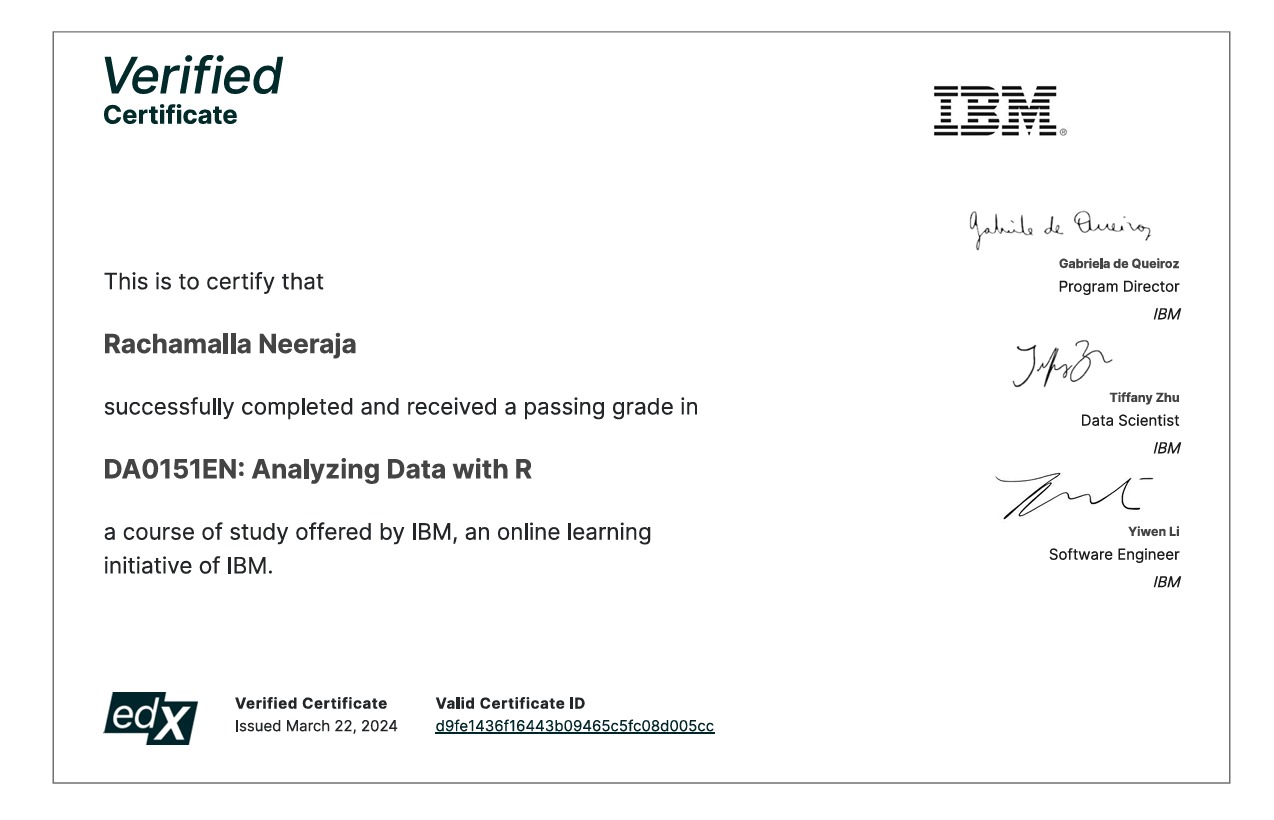 Verified
Certificate
IBM®
This is to certify that
Rachamalla Neeraja
successfully completed and received a passing grade in
DA0151EN: Analyzing Data with R
a course of study offered by IBM, an online learning
initiative of IBM.
Gabriela de Queiroz
Gabriela de Queiroz
Program Director
IBM
Tiffany Zhu
Data Scientist
IBM
Yiwen Li
Software Engineer
IBM
edX
Verified Certificate
Issued March 22, 2024
Valid Certificate ID
d9fe1436f16443b09465c5fc08d005cc